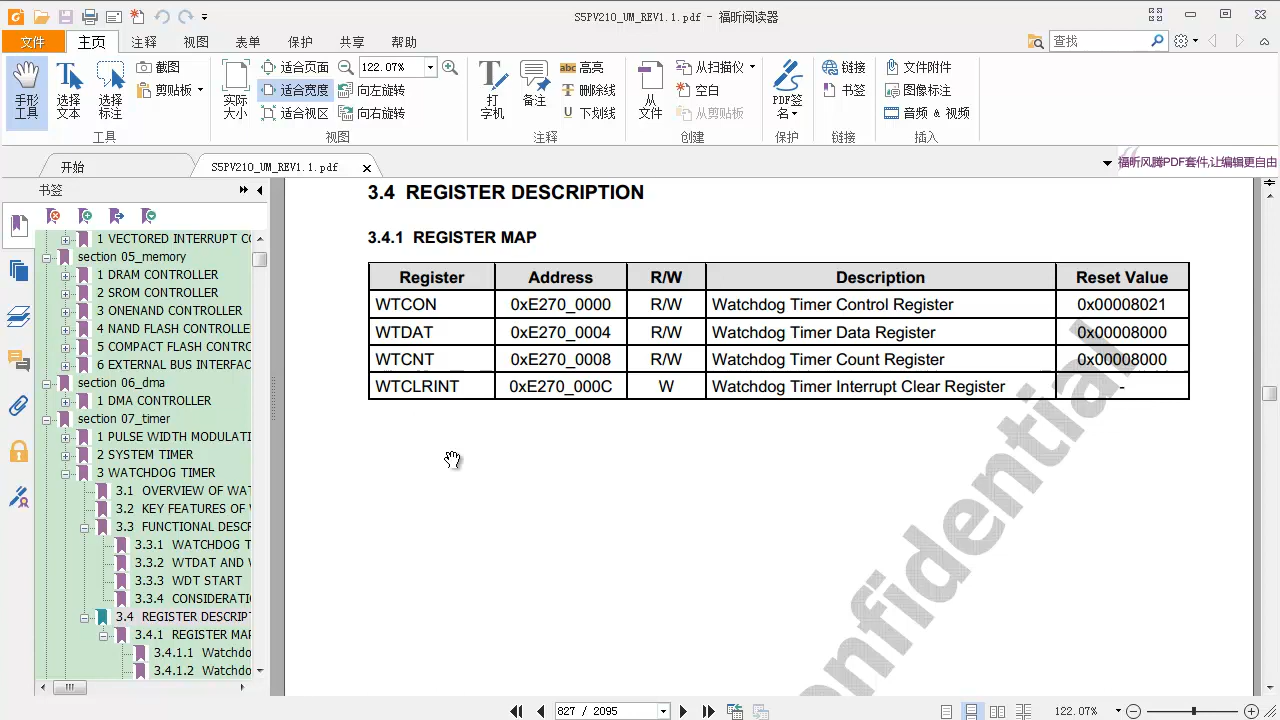 S5PV210_UM_REV1.1.pdf - 福昕阅读器
文件 主页 注释 视图 表单 保护 共享 帮助 查找
手形工具 选择文本 选择标注 截图 剪贴板 工具
实际大小 适合页面 适合宽度 适合视区 122.07% 向左旋转 向右旋转 视图
打字机 备注 高亮 删除线 下划线 注释
从文件 从扫描仪 空白 从剪贴板 创建
PDF签名 保护
链接 书签 链接
文件附件 图像标注 音频 & 视频 插入
开始 S5PV210_UM_REV1.1.pdf 福昕风腾PDF套件,让编辑更自由
书签
1 VECTORED INTERRUPT CO
section 05_memory
1 DRAM CONTROLLER
2 SROM CONTROLLER
3 ONENAND CONTROLLER
4 NAND FLASH CONTROLLE
5 COMPACT FLASH CONTRO
6 EXTERNAL BUS INTERFAC
section 06_dma
1 DMA CONTROLLER
section 07_timer
1 PULSE WIDTH MODULATI
2 SYSTEM TIMER
3 WATCHDOG TIMER
3.1 OVERVIEW OF WAT
3.2 KEY FEATURES OF
3.3 FUNCTIONAL DESCR
3.3.1 WATCHDOG T
3.3.2 WTDAT AND W
3.3.3 WDT START
3.3.4 CONSIDERATI
3.4 REGISTER DESCRIP
3.4.1 REGISTER MAP
3.4.1.1 Watchdo
3.4.1.2 Watchdo
3.4 REGISTER DESCRIPTION
3.4.1 REGISTER MAP
Register Address R/W Description Reset Value
WTCON 0xE270_0000 R/W Watchdog Timer Control Register 0x00008021
WTDAT 0xE270_0004 R/W Watchdog Timer Data Register 0x00008000
WTCNT 0xE270_0008 R/W Watchdog Timer Count Register 0x00008000
WTCLRINT 0xE270_000C W Watchdog Timer Interrupt Clear Register -
onfidential
827 / 2095 122.07%